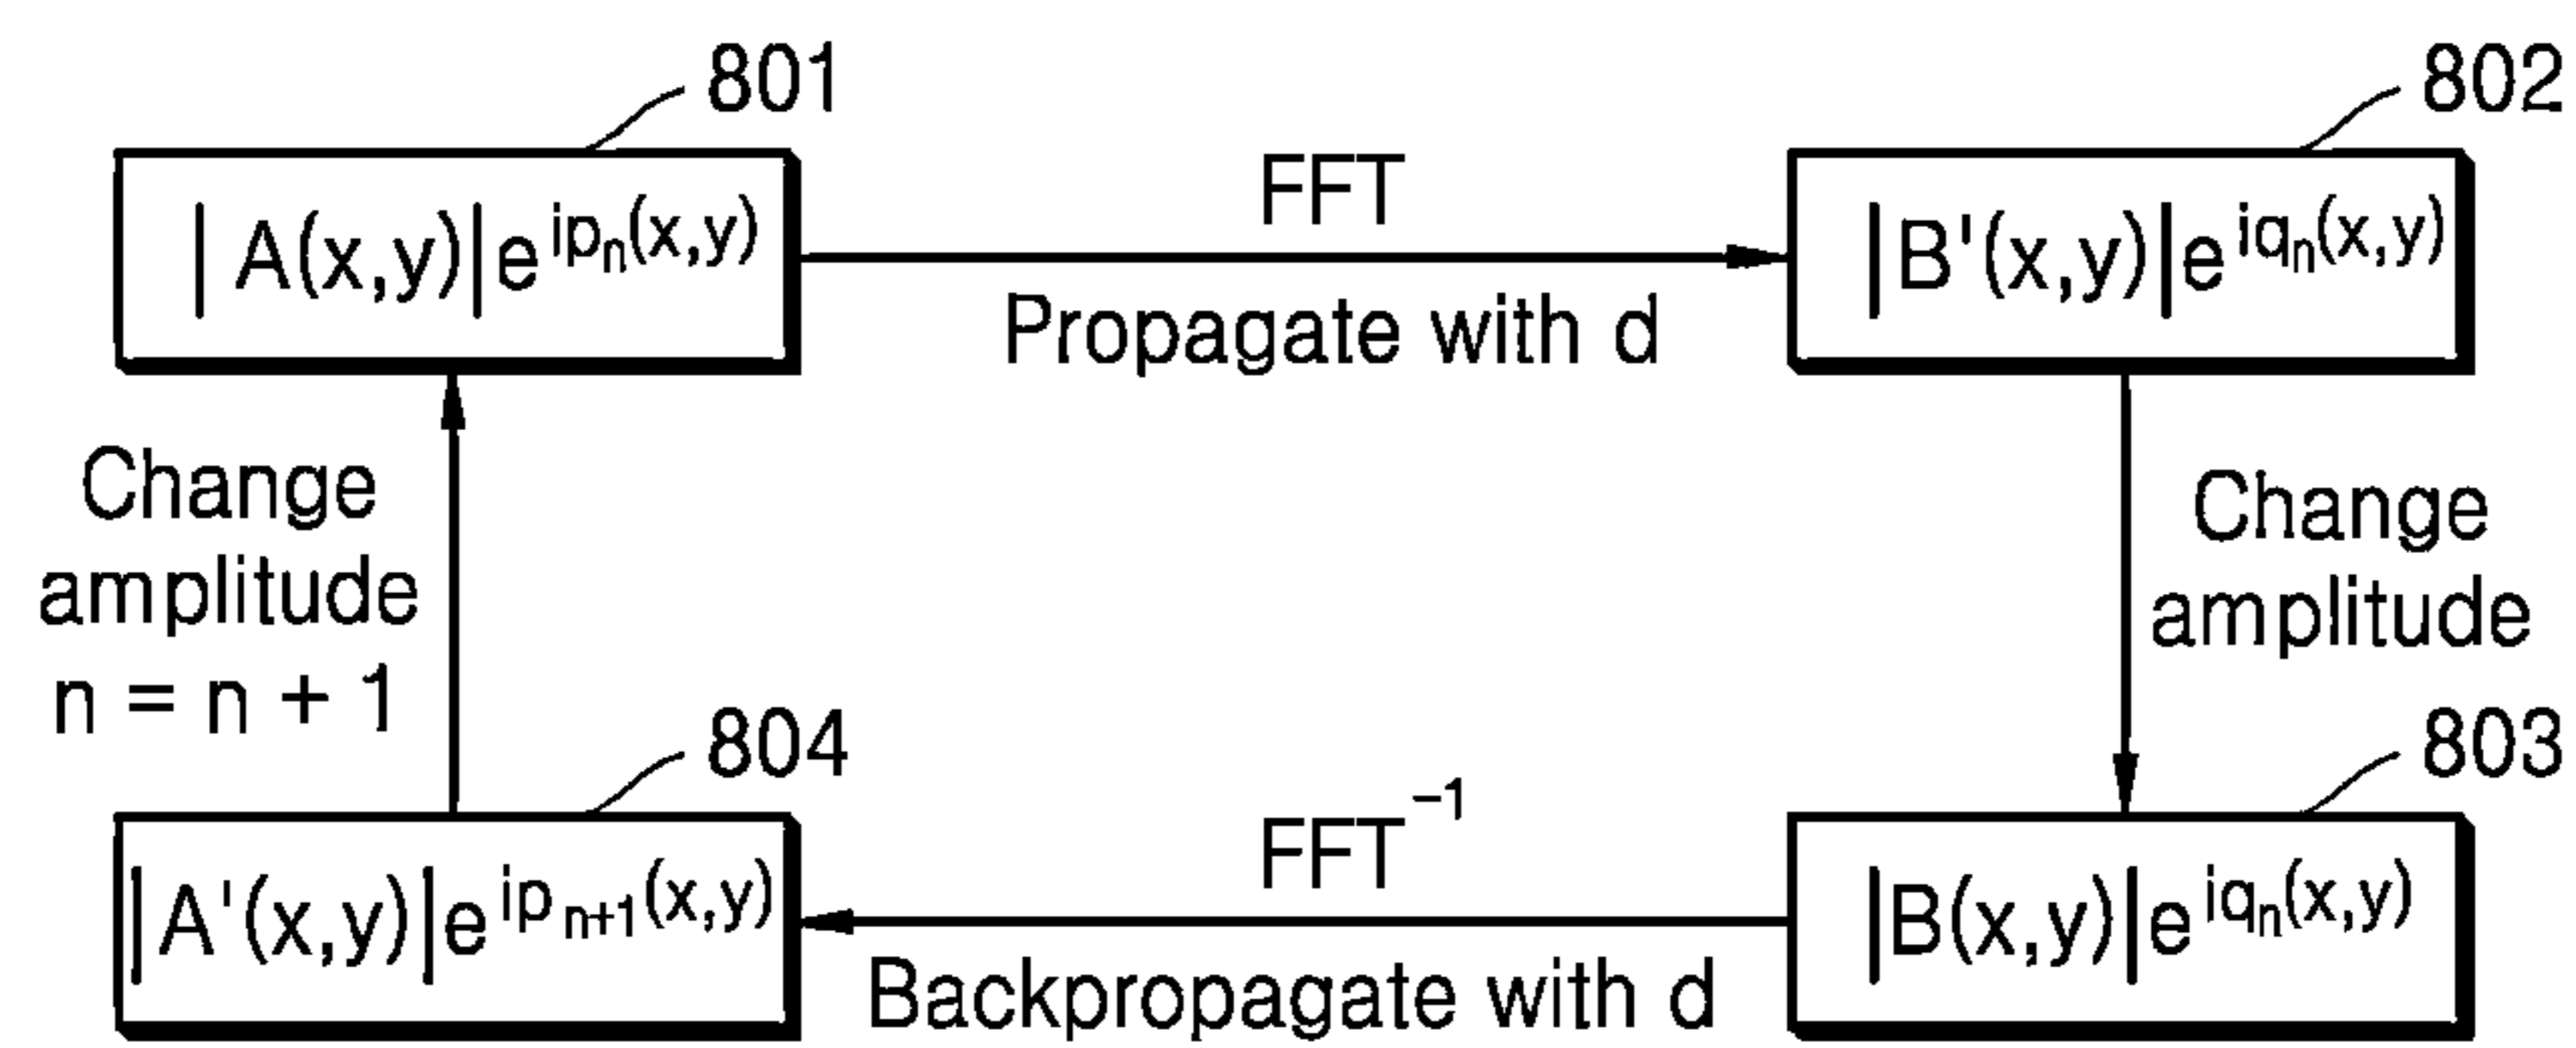 801
802
|A(x,y)|e^{ip_n(x,y)}
FFT
Propagate with d
|B'(x,y)|e^{iq_n(x,y)}
Change
amplitude
n = n + 1
Change
amplitude
804
803
|A'(x,y)|e^{ip_{n+1}(x,y)}
FFT^{-1}
Backpropagate with d
|B(x,y)|e^{iq_n(x,y)}